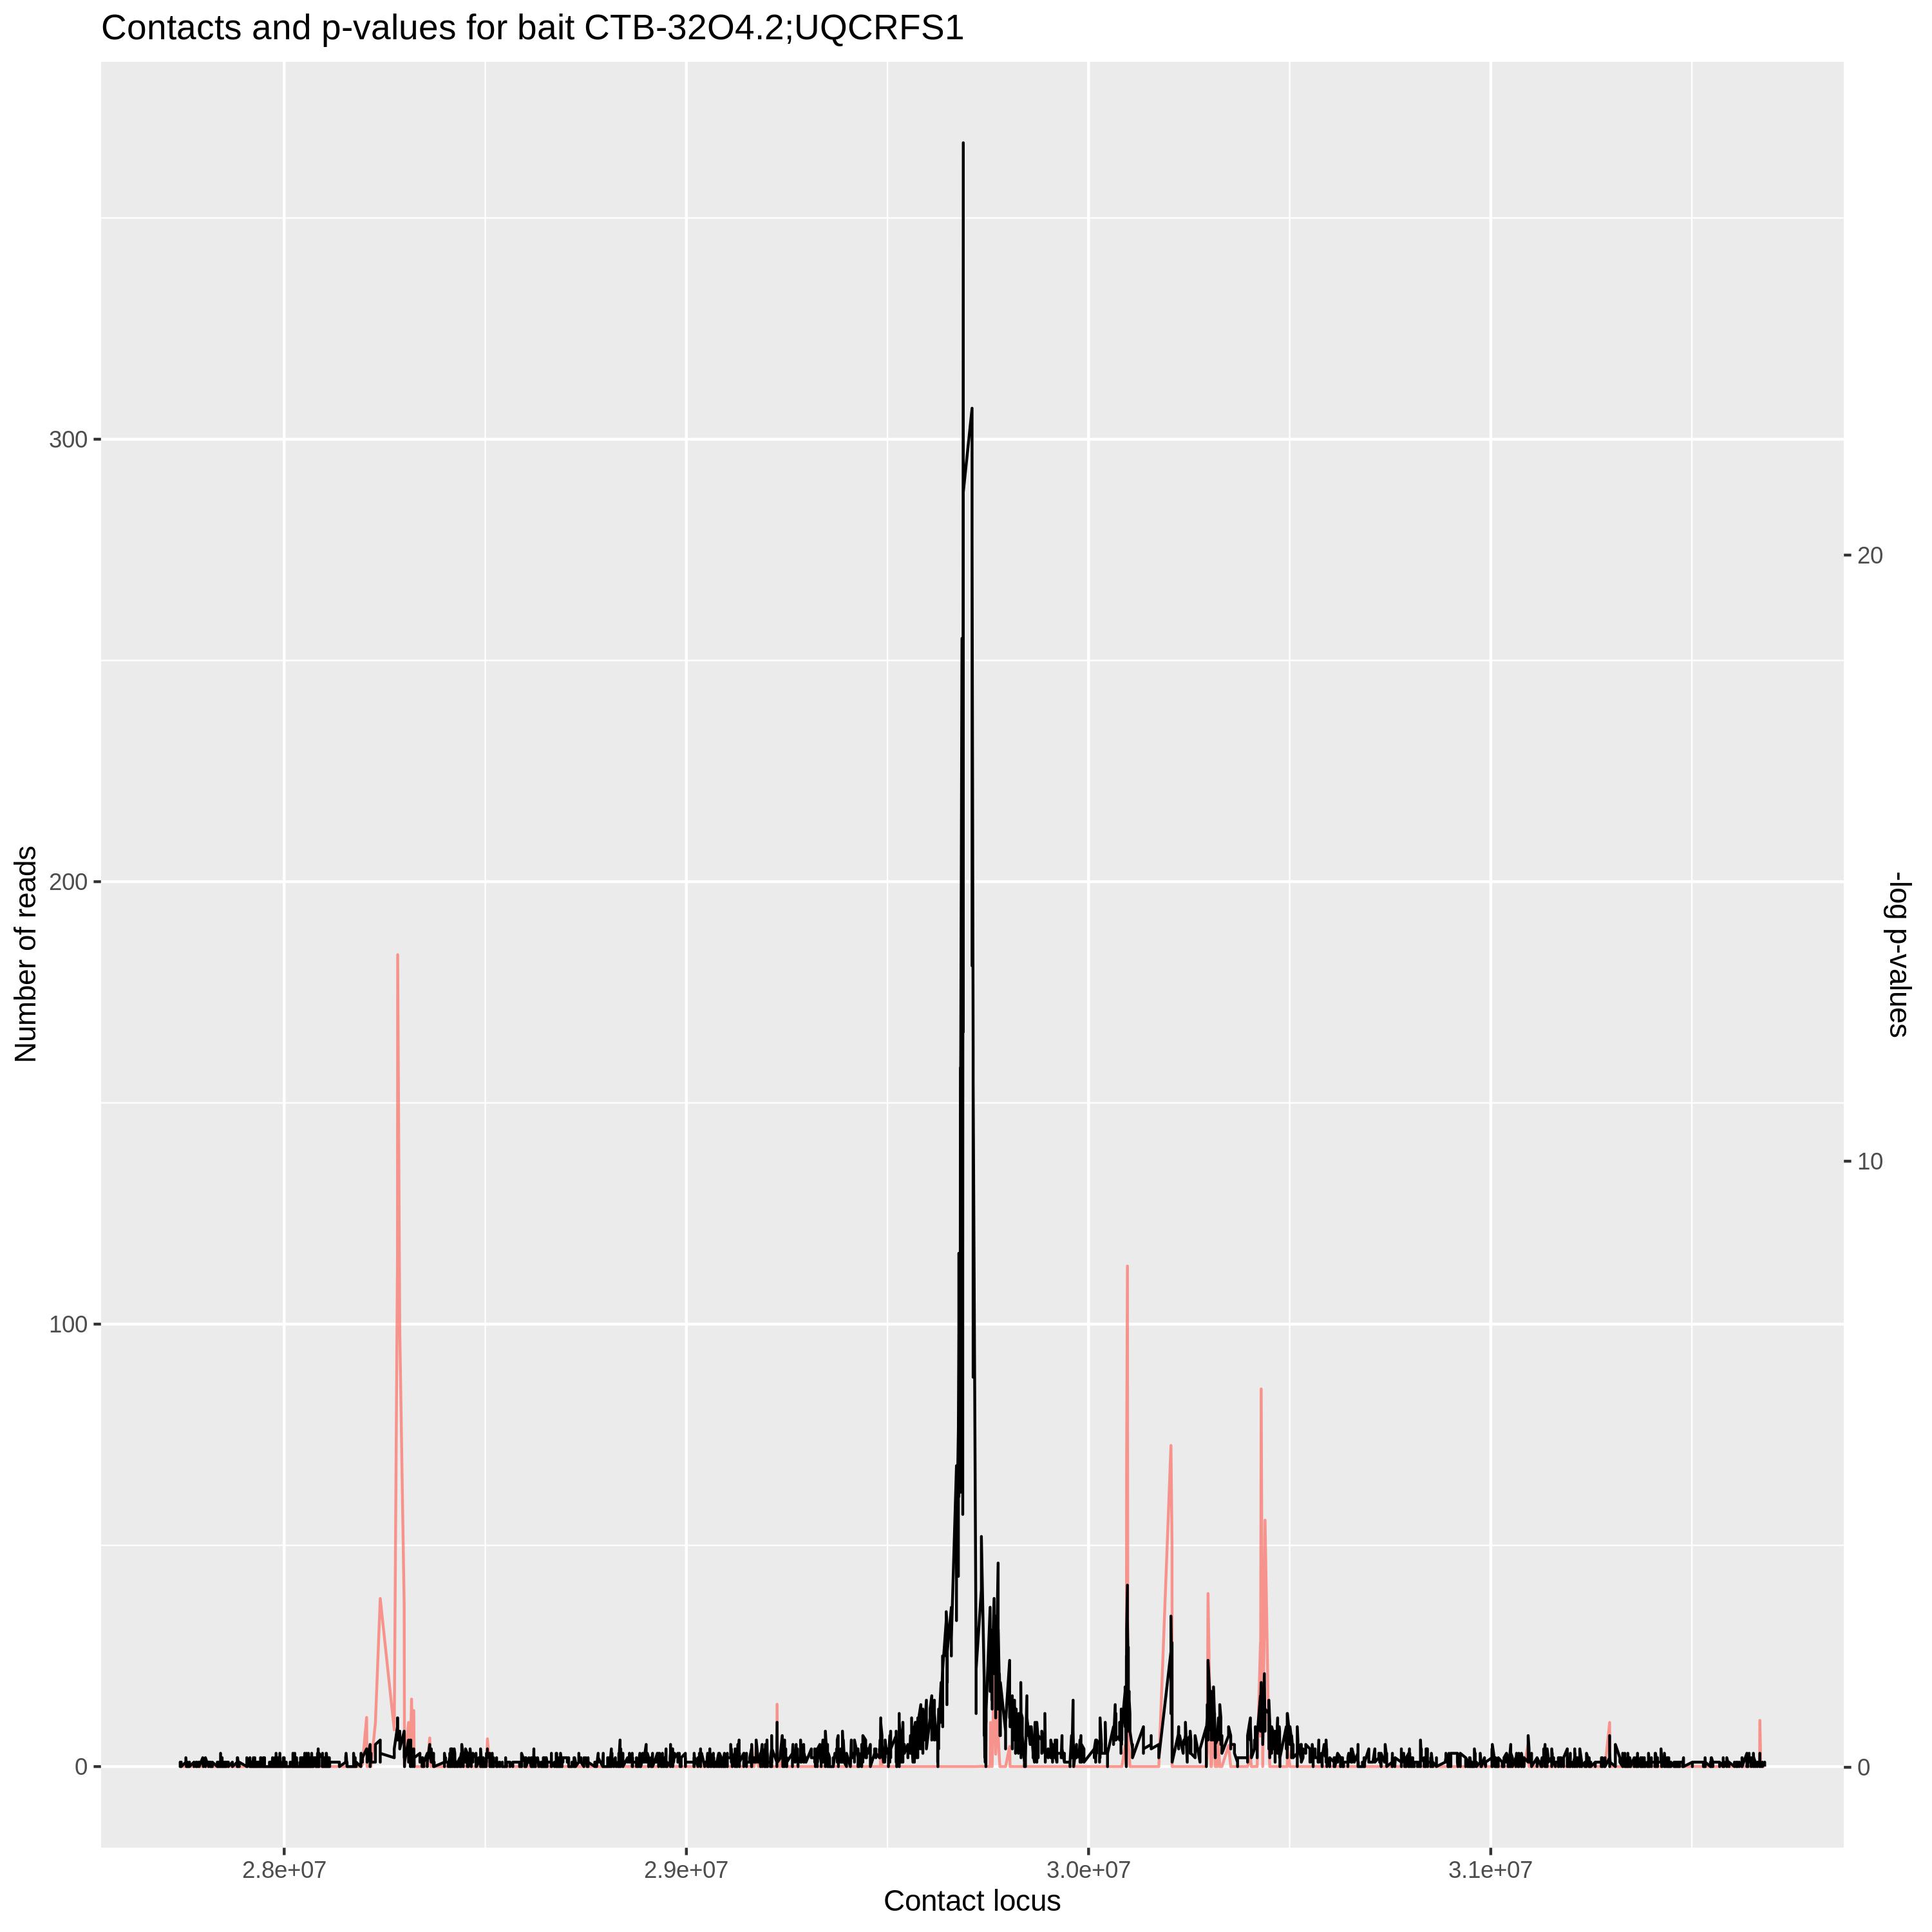 Contacts and p-values for bait CTB-32O4.2;UQCRFS1
300
200
100
0
Number of reads
20
10
0
-log p-values
2.8e+07
2.9e+07
3.0e+07
3.1e+07
Contact locus